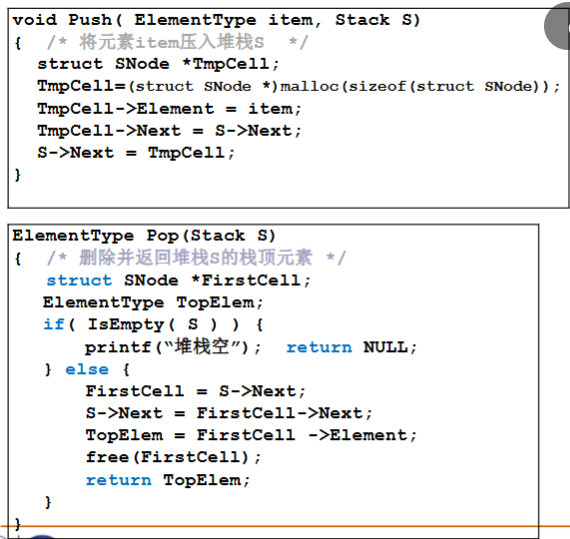 void Push( ElementType item, Stack S)
{ /* 将元素item压入堆栈S */
struct SNode *TmpCell;
TmpCell=(struct SNode *)malloc(sizeof(struct SNode));
TmpCell->Element = item;
TmpCell->Next = S->Next;
S->Next = TmpCell;
}
ElementType Pop(Stack S)
{ /* 删除并返回堆栈S的栈顶元素 */
struct SNode *FirstCell;
ElementType TopElem;
if( IsEmpty( S ) ) {
printf(“堆栈空”); return NULL;
} else {
FirstCell = S->Next;
S->Next = FirstCell->Next;
TopElem = FirstCell ->Element;
free(FirstCell);
return TopElem;
}
}